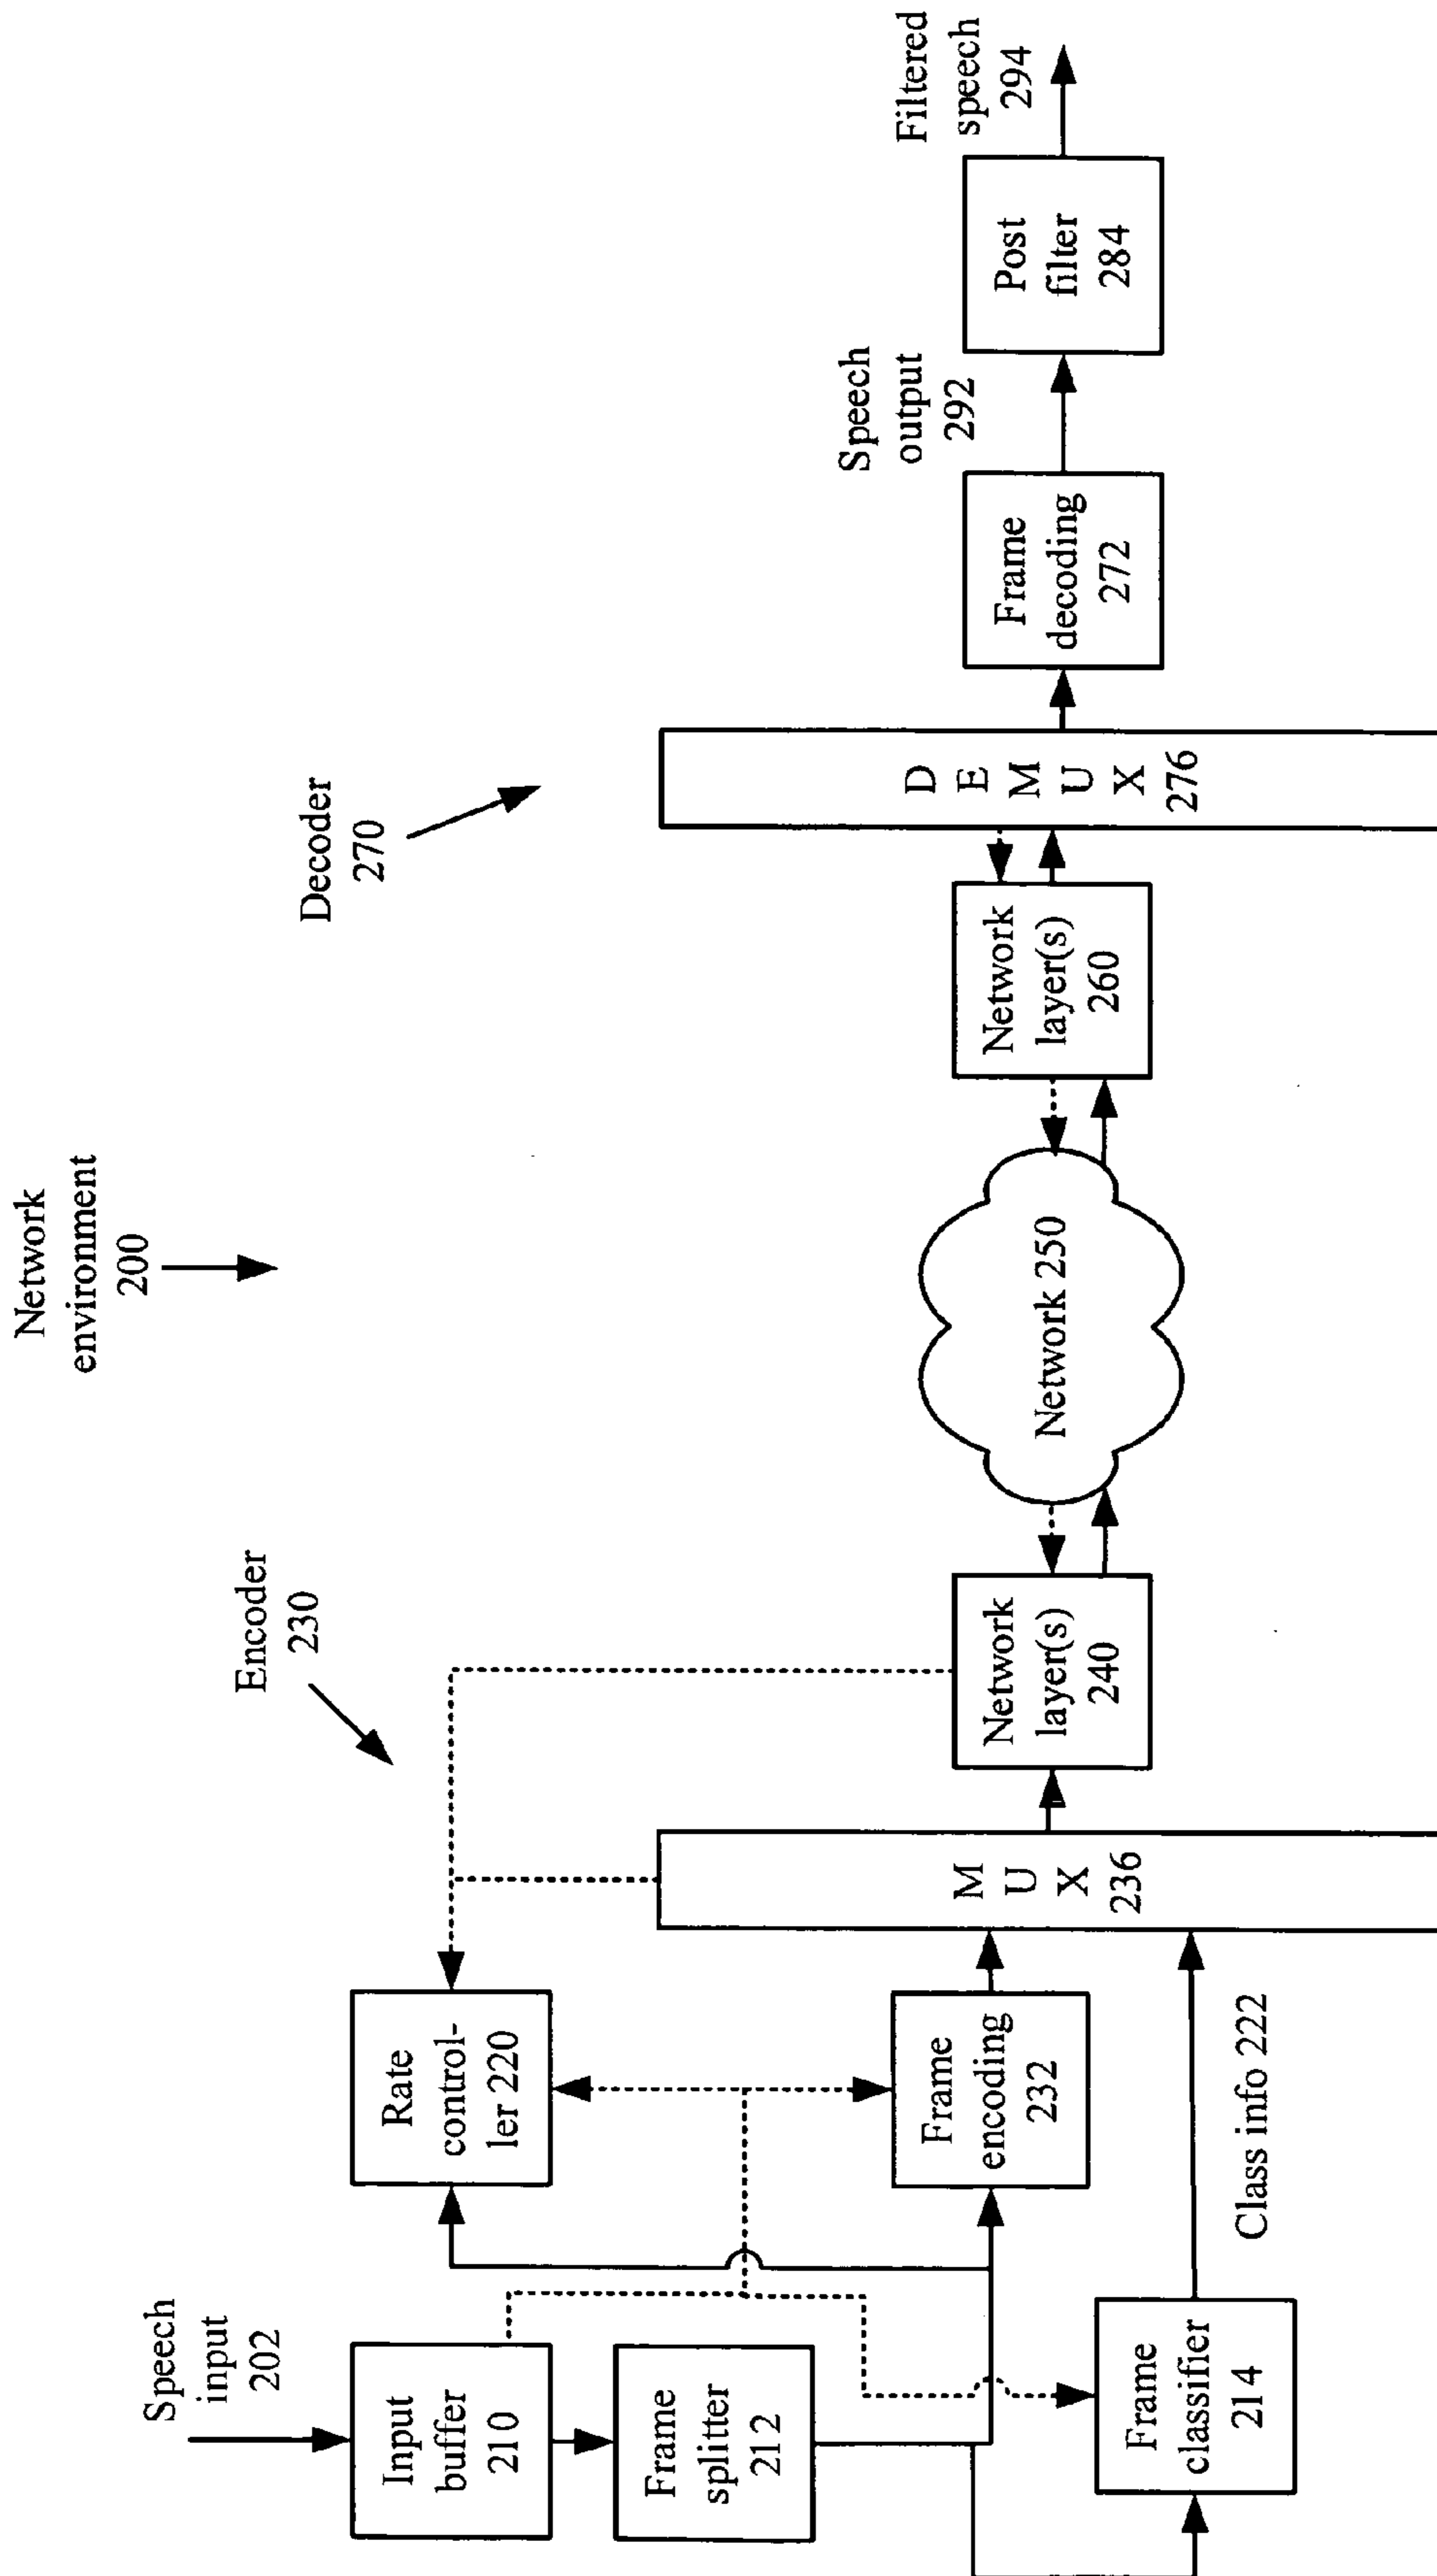 Network
environment
200
Encoder
230
Decoder
270
Speech
input
202
Input
buffer
210
Frame
splitter
212
Frame
classifier
214
Rate
control-
ler 220
Frame
encoding
232
Class info 222
M
U
X
236
Network
layer(s)
240
Network 250
Network
layer(s)
260
D
E
M
U
X
276
Frame
decoding
272
Speech
output
292
Post
filter
284
Filtered
speech
294